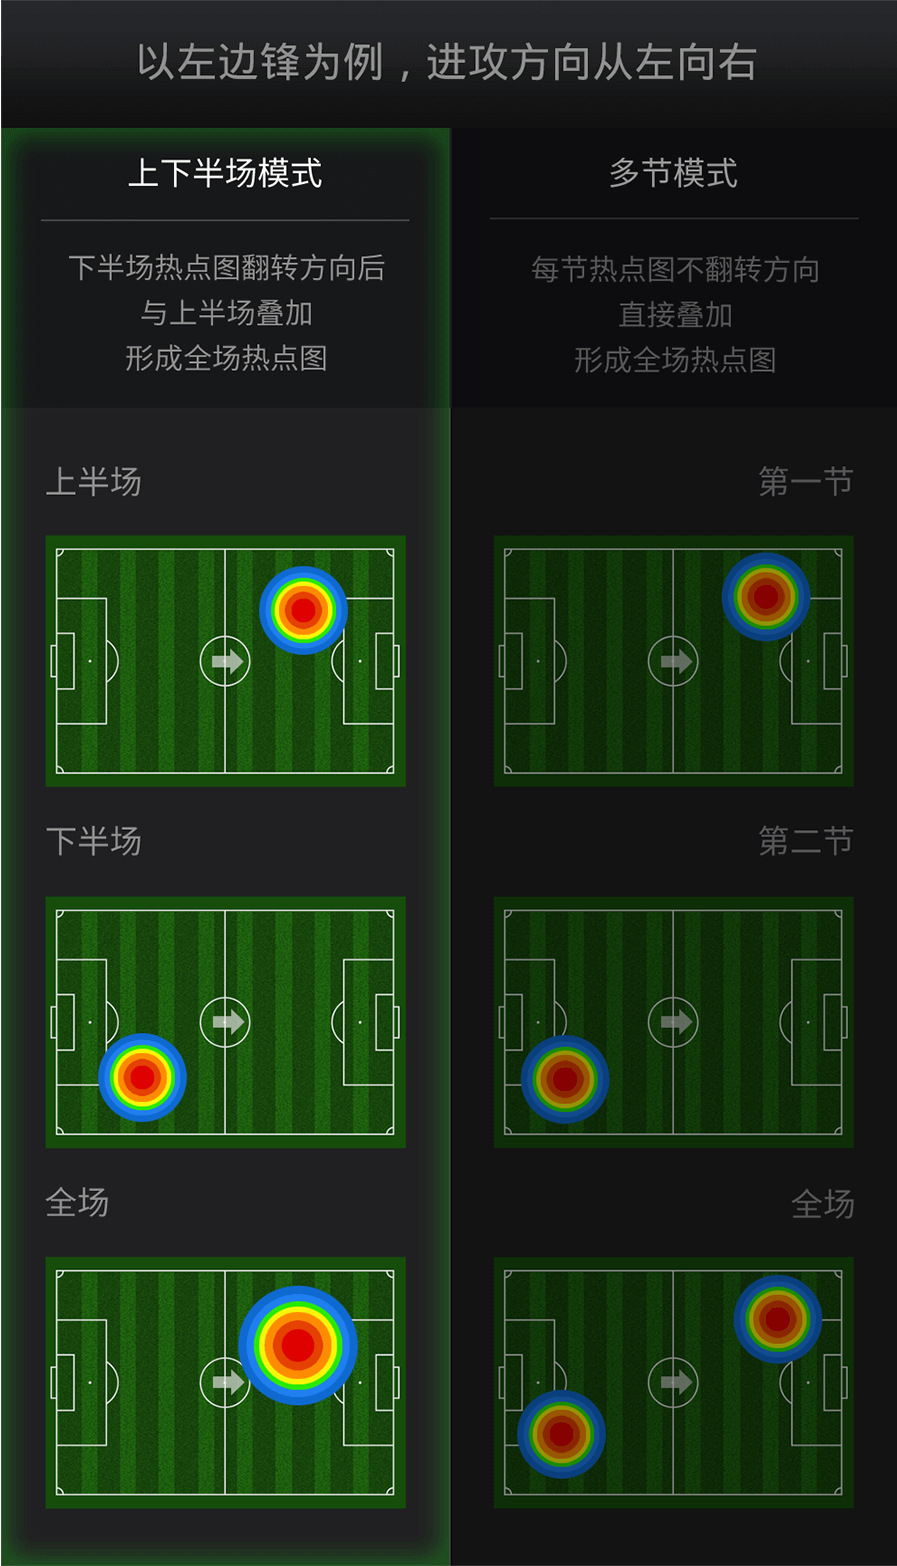 以左边锋为例，进攻方向从左向右
上下半场模式
下半场热点图翻转方向后
与上半场叠加
形成全场热点图
上半场
下半场
全场
多节模式
每节热点图不翻转方向
直接叠加
形成全场热点图
第一节
第二节
全场